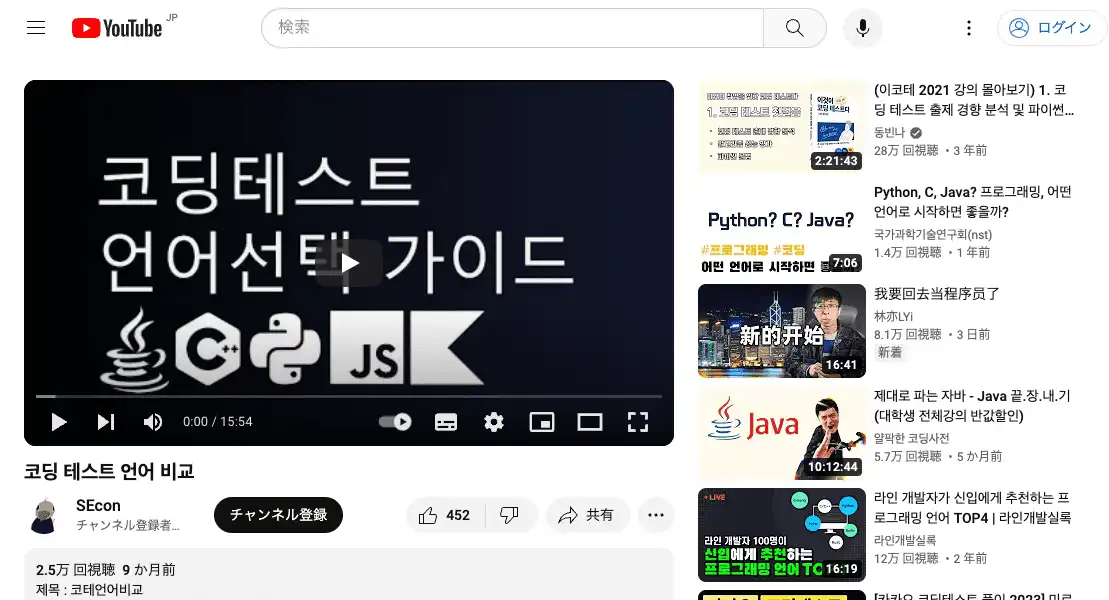 YouTube JP
検索
ログイン
코딩테스트
언어선택 가이드
C++
JS
0:00 / 15:54
코딩 테스트 언어 비교
SEcon
チャンネル登録者...
チャンネル登録
452
共有
2.5万 回視聴 9 か月前
제목 : 코테언어비교
1. 코딩 테스트
이것이
코딩 테스트다
2:21:43
(이코테 2021 강의 몰아보기) 1. 코
딩 테스트 출제 경향 분석 및 파이썬...
동빈나
28万 回視聴 • 3 年前
Python? C? Java?
#프로그래밍 #코딩
어떤 언어로 시작하면
7:06
Python, C, Java? 프로그래밍, 어떤
언어로 시작하면 좋을까?
국가과학기술연구회(nst)
1.4万 回視聴 • 1 年前
新的开始
16:41
我要回去当程序员了
林亦LYi
8.1万 回視聴 • 3 日前
新着
Java
10:12:44
제대로 파는 자바 - Java 끝.장.내.기
(대학생 전체강의 반값할인)
얄팍한 코딩사전
5.7万 回視聴 • 5 か月前
LIVE
라인 개발자 100명이
신입에게 추천하는
프로그래밍 언어 TO
16:19
라인 개발자가 신입에게 추천하는 프
로그래밍 언어 TOP4 | 라인개발실록
라인개발실록
12万 回視聴 • 2 年前